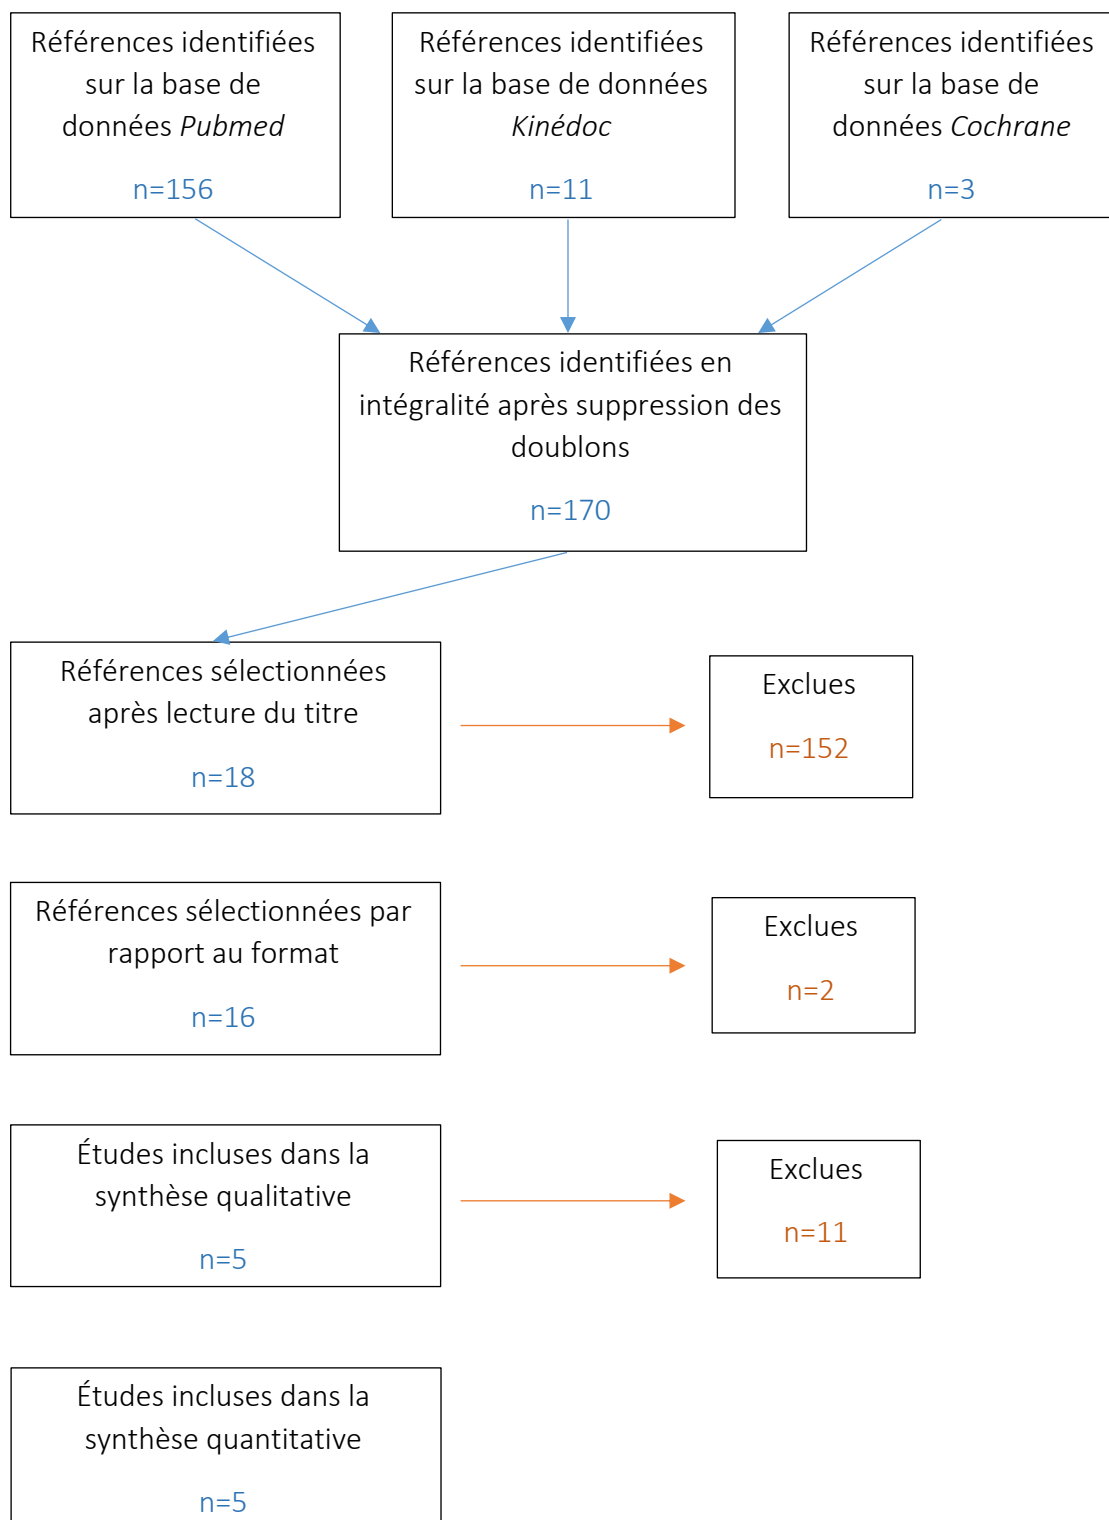 Références identifiées
sur la base de
données Pubmed
n=156
Références identifiées
sur la base de données
Kinédoc
n=11
Références identifiées
sur la base de
données Cochrane
n=3
Références identifiées en
intégralité après suppression des
doublons
n=170
Références sélectionnées
après lecture du titre
n=18
Exclues
n=152
Références sélectionnées par
rapport au format
n=16
Exclues
n=2
Études incluses dans la
synthèse qualitative
n=5
Exclues
n=11
Études incluses dans la
synthèse quantitative
n=5